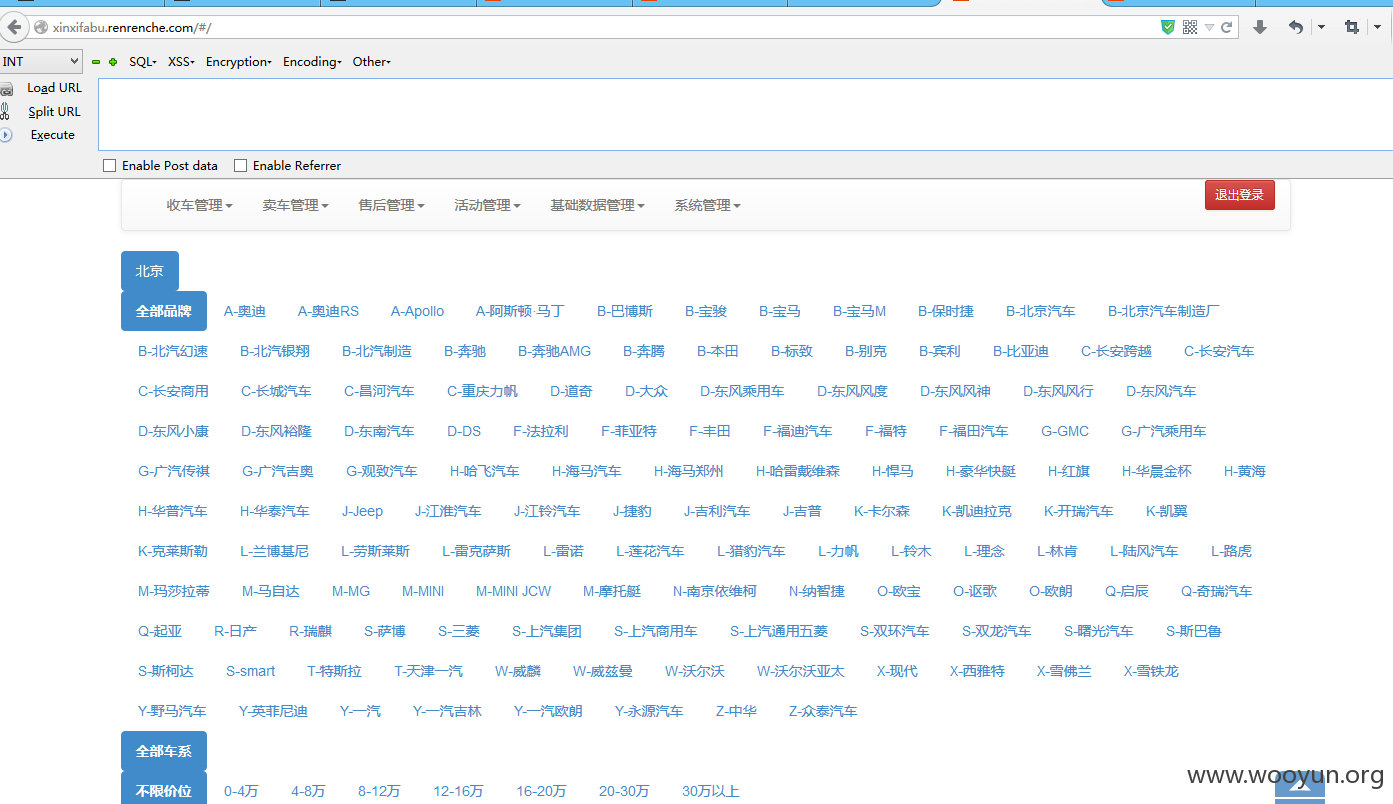 xinxifabu.renrenche.com/#/
INT SQL XSS Encryption Encoding Other
Load URL
Split URL
Execute
Enable Post data Enable Referrer
收车管理 卖车管理 售后管理 活动管理 基础数据管理 系统管理 退出登录
北京
全部品牌 A-奥迪 A-奥迪RS A-Apollo A-阿斯顿·马丁 B-巴博斯 B-宝骏 B-宝马 B-宝马M B-保时捷 B-北京汽车 B-北京汽车制造厂
B-北汽幻速 B-北汽银翔 B-北汽制造 B-奔驰 B-奔驰AMG B-奔腾 B-本田 B-标致 B-别克 B-宾利 B-比亚迪 C-长安跨越 C-长安汽车
C-长安商用 C-长城汽车 C-昌河汽车 C-重庆力帆 D-道奇 D-大众 D-东风乘用车 D-东风风度 D-东风风神 D-东风风行 D-东风汽车
D-东风小康 D-东风裕隆 D-东南汽车 D-DS F-法拉利 F-菲亚特 F-丰田 F-福迪汽车 F-福特 F-福田汽车 G-GMC G-广汽乘用车
G-广汽传祺 G-广汽吉奥 G-观致汽车 H-哈飞汽车 H-海马汽车 H-海马郑州 H-哈雷戴维森 H-悍马 H-豪华快艇 H-红旗 H-华晨金杯 H-黄海
H-华普汽车 H-华泰汽车 J-Jeep J-江淮汽车 J-江铃汽车 J-捷豹 J-吉利汽车 J-吉普 K-卡尔森 K-凯迪拉克 K-开瑞汽车 K-凯翼
K-克莱斯勒 L-兰博基尼 L-劳斯莱斯 L-雷克萨斯 L-雷诺 L-莲花汽车 L-猎豹汽车 L-力帆 L-铃木 L-理念 L-林肯 L-陆风汽车 L-路虎
M-玛莎拉蒂 M-马自达 M-MG M-MINI M-MINI JCW M-摩托艇 N-南京依维柯 N-纳智捷 O-欧宝 O-讴歌 O-欧朗 Q-启辰 Q-奇瑞汽车
Q-起亚 R-日产 R-瑞麒 S-萨博 S-三菱 S-上汽集团 S-上汽商用车 S-上汽通用五菱 S-双环汽车 S-双龙汽车 S-曙光汽车 S-斯巴鲁
S-斯柯达 S-smart T-特斯拉 T-天津一汽 W-威麟 W-威兹曼 W-沃尔沃 W-沃尔沃亚太 X-现代 X-西雅特 X-雪佛兰 X-雪铁龙
Y-野马汽车 Y-英菲尼迪 Y-一汽 Y-一汽吉林 Y-一汽欧朗 Y-永源汽车 Z-中华 Z-众泰汽车
全部车系
不限价位 0-4万 4-8万 8-12万 12-16万 16-20万 20-30万 30万以上
www.wooyun.org